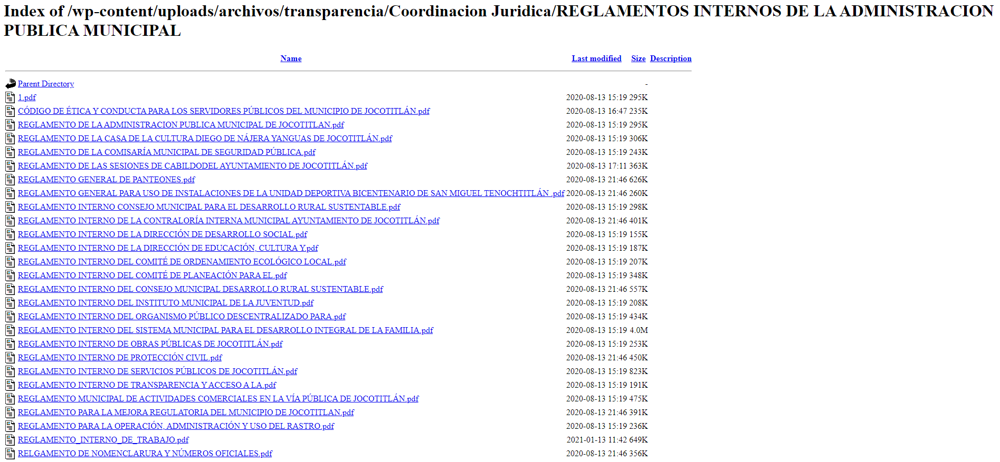 Index of /wp-content/uploads/archivos/transparencia/Coordinacion Juridica/REGLAMENTOS INTERNOS DE LA ADMINISTRACION
PUBLICA MUNICIPAL
Name Last modified Size Description
Parent Directory -
1.pdf 2020-08-13 15:19 295K
CÓDIGO DE ÉTICA Y CONDUCTA PARA LOS SERVIDORES PÚBLICOS DEL MUNICIPIO DE JOCOTITLÁN.pdf 2020-08-13 16:47 235K
REGLAMENTO DE LA ADMINISTRACION PUBLICA MUNICIPAL DE JOCOTITLAN.pdf 2020-08-13 15:19 295K
REGLAMENTO DE LA CASA DE LA CULTURA DIEGO DE NÁJERA YANGUAS DE JOCOTITLÁN.pdf 2020-08-13 15:19 306K
REGLAMENTO DE LA COMISARÍA MUNICIPAL DE SEGURIDAD PÚBLICA.pdf 2020-08-13 15:19 243K
REGLAMENTO DE LAS SESIONES DE CABILDODEL AYUNTAMIENTO DE JOCOTITLÁN.pdf 2020-08-13 17:11 363K
REGLAMENTO GENERAL DE PANTEONES.pdf 2020-08-13 21:46 626K
REGLAMENTO GENERAL PARA USO DE INSTALACIONES DE LA UNIDAD DEPORTIVA BICENTENARIO DE SAN MIGUEL TENOCHTITLÁN .pdf 2020-08-13 21:46 260K
REGLAMENTO INTERNO CONSEJO MUNICIPAL PARA EL DESARROLLO RURAL SUSTENTABLE.pdf 2020-08-13 15:19 298K
REGLAMENTO INTERNO DE LA CONTRALORÍA INTERNA MUNICIPAL AYUNTAMIENTO DE JOCOTITLÁN.pdf 2020-08-13 21:46 401K
REGLAMENTO INTERNO DE LA DIRECCIÓN DE DESARROLLO SOCIAL.pdf 2020-08-13 15:19 155K
REGLAMENTO INTERNO DE LA DIRECCIÓN DE EDUCACIÓN, CULTURA Y.pdf 2020-08-13 15:19 187K
REGLAMENTO INTERNO DEL COMITÉ DE ORDENAMIENTO ECOLÓGICO LOCAL.pdf 2020-08-13 15:19 207K
REGLAMENTO INTERNO DEL COMITÉ DE PLANEACIÓN PARA EL.pdf 2020-08-13 15:19 348K
REGLAMENTO INTERNO DEL CONSEJO MUNICIPAL DESARROLLO RURAL SUSTENTABLE.pdf 2020-08-13 21:46 557K
REGLAMENTO INTERNO DEL INSTITUTO MUNICIPAL DE LA JUVENTUD.pdf 2020-08-13 15:19 208K
REGLAMENTO INTERNO DEL ORGANISMO PÚBLICO DESCENTRALIZADO PARA.pdf 2020-08-13 15:19 434K
REGLAMENTO INTERNO DEL SISTEMA MUNICIPAL PARA EL DESARROLLO INTEGRAL DE LA FAMILIA.pdf 2020-08-13 15:19 4.0M
REGLAMENTO INTERNO DE OBRAS PÚBLICAS DE JOCOTITLÁN.pdf 2020-08-13 15:19 253K
REGLAMENTO INTERNO DE PROTECCIÓN CIVIL.pdf 2020-08-13 21:46 450K
REGLAMENTO INTERNO DE SERVICIOS PÚBLICOS DE JOCOTITLÁN.pdf 2020-08-13 15:19 823K
REGLAMENTO INTERNO DE TRANSPARENCIA Y ACCESO A LA.pdf 2020-08-13 15:19 191K
REGLAMENTO MUNICIPAL DE ACTIVIDADES COMERCIALES EN LA VÍA PÚBLICA DE JOCOTITLÁN.pdf 2020-08-13 15:19 475K
REGLAMENTO PARA LA MEJORA REGULATORIA DEL MUNICIPIO DE JOCOTITLAN.pdf 2020-08-13 21:46 391K
REGLAMENTO PARA LA OPERACIÓN, ADMINISTRACIÓN Y USO DEL RASTRO.pdf 2020-08-13 15:19 236K
REGLAMENTO_INTERNO_DE_TRABAJO.pdf 2021-01-13 11:42 649K
RELGAMENTO DE NOMENCLARURA Y NÚMEROS OFICIALES.pdf 2020-08-13 21:46 356K